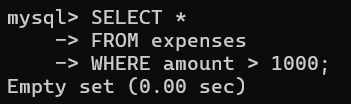 mysql> SELECT *
    -> FROM expenses
    -> WHERE amount > 1000;
Empty set (0.00 sec)